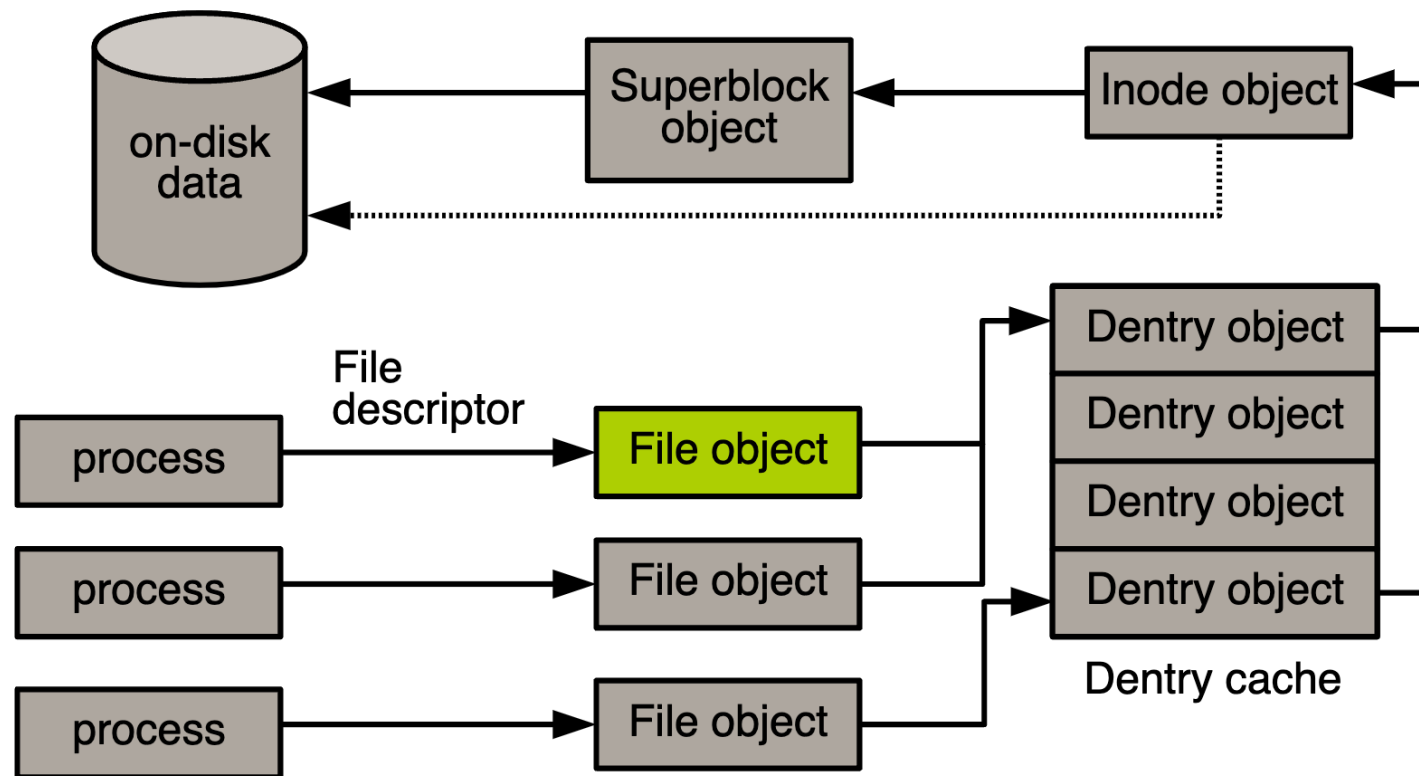 on-disk
data
Superblock
object
Inode object
File
descriptor
process
File object
process
File object
process
File object
Dentry object
Dentry object
Dentry object
Dentry object
Dentry cache